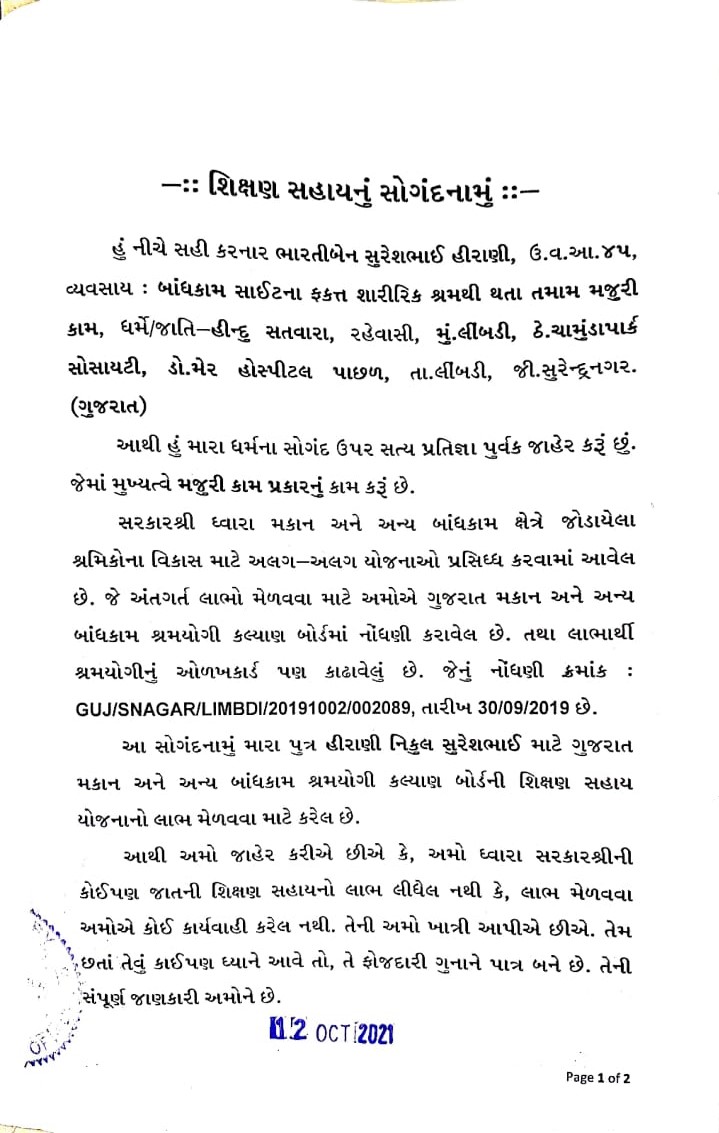 –:: શિક્ષણ સહાયનું સોગંદનામું ::–
હું નીચે સહી કરનાર ભારતીબેન સુરેશભાઈ હીરાણી, ઉ.વ.આ.૪૫,
વ્યવસાય : બાંધકામ સાઈટના ફકત્ત શારીરિક શ્રમથી થતા તમામ મજુરી
કામ, ધર્મે/જાતિ–હીન્દુ સતવારા, રહેવાસી, મું.લીંબડી, ઠે.ચામુંડાપાર્ક
સોસાયટી, ડો.મેર હોસ્પીટલ પાછળ, તા.લીંબડી, જી.સુરેન્દ્રનગર.
(ગુજરાત)
આથી હું મારા ધર્મના સોગંદ ઉપર સત્ય પ્રતિજ્ઞા પુર્વક જાહેર કરૂં છું.
જેમાં મુખ્યત્વે મજુરી કામ પ્રકારનું કામ કરૂં છે.
સરકારશ્રી ધ્વારા મકાન અને અન્ય બાંધકામ ક્ષેત્રે જોડાયેલા
શ્રમિકોના વિકાસ માટે અલગ–અલગ યોજનાઓ પ્રસિધ્ધ કરવામાં આવેલ
છે. જે અંતગર્ત લાભો મેળવવા માટે અમોએ ગુજરાત મકાન અને અન્ય
બાંધકામ શ્રમયોગી કલ્યાણ બોર્ડમાં નોંધણી કરાવેલ છે. તથા લાભાર્થી
શ્રમયોગીનું ઓળખકાર્ડ પણ કાઢાવેલું છે. જેનું નોંધણી ક્રમાંક :
GUJ/SNAGAR/LIMBDI/20191002/002089, તારીખ 30/09/2019 છે.
આ સોગંદનામું મારા પુત્ર હીરાણી નિકુલ સુરેશભાઈ માટે ગુજરાત
મકાન અને અન્ય બાંધકામ શ્રમયોગી કલ્યાણ બોર્ડની શિક્ષણ સહાય
યોજનાનો લાભ મેળવવા માટે કરેલ છે.
આથી અમો જાહેર કરીએ છીએ કે, અમો ધ્વારા સરકારશ્રીની
કોઈપણ જાતની શિક્ષણ સહાયનો લાભ લીધેલ નથી કે, લાભ મેળવવા
અમોએ કોઈ કાર્યવાહી કરેલ નથી. તેની અમો ખાત્રી આપીએ છીએ. તેમ
છતાં તેવું કાઈપણ ધ્યાને આવે તો, તે ફોજદારી ગુનાને પાત્ર બને છે. તેની
સંપૂર્ણ જાણકારી અમોને છે.
12 OCT 2021
OF
Page 1 of 2